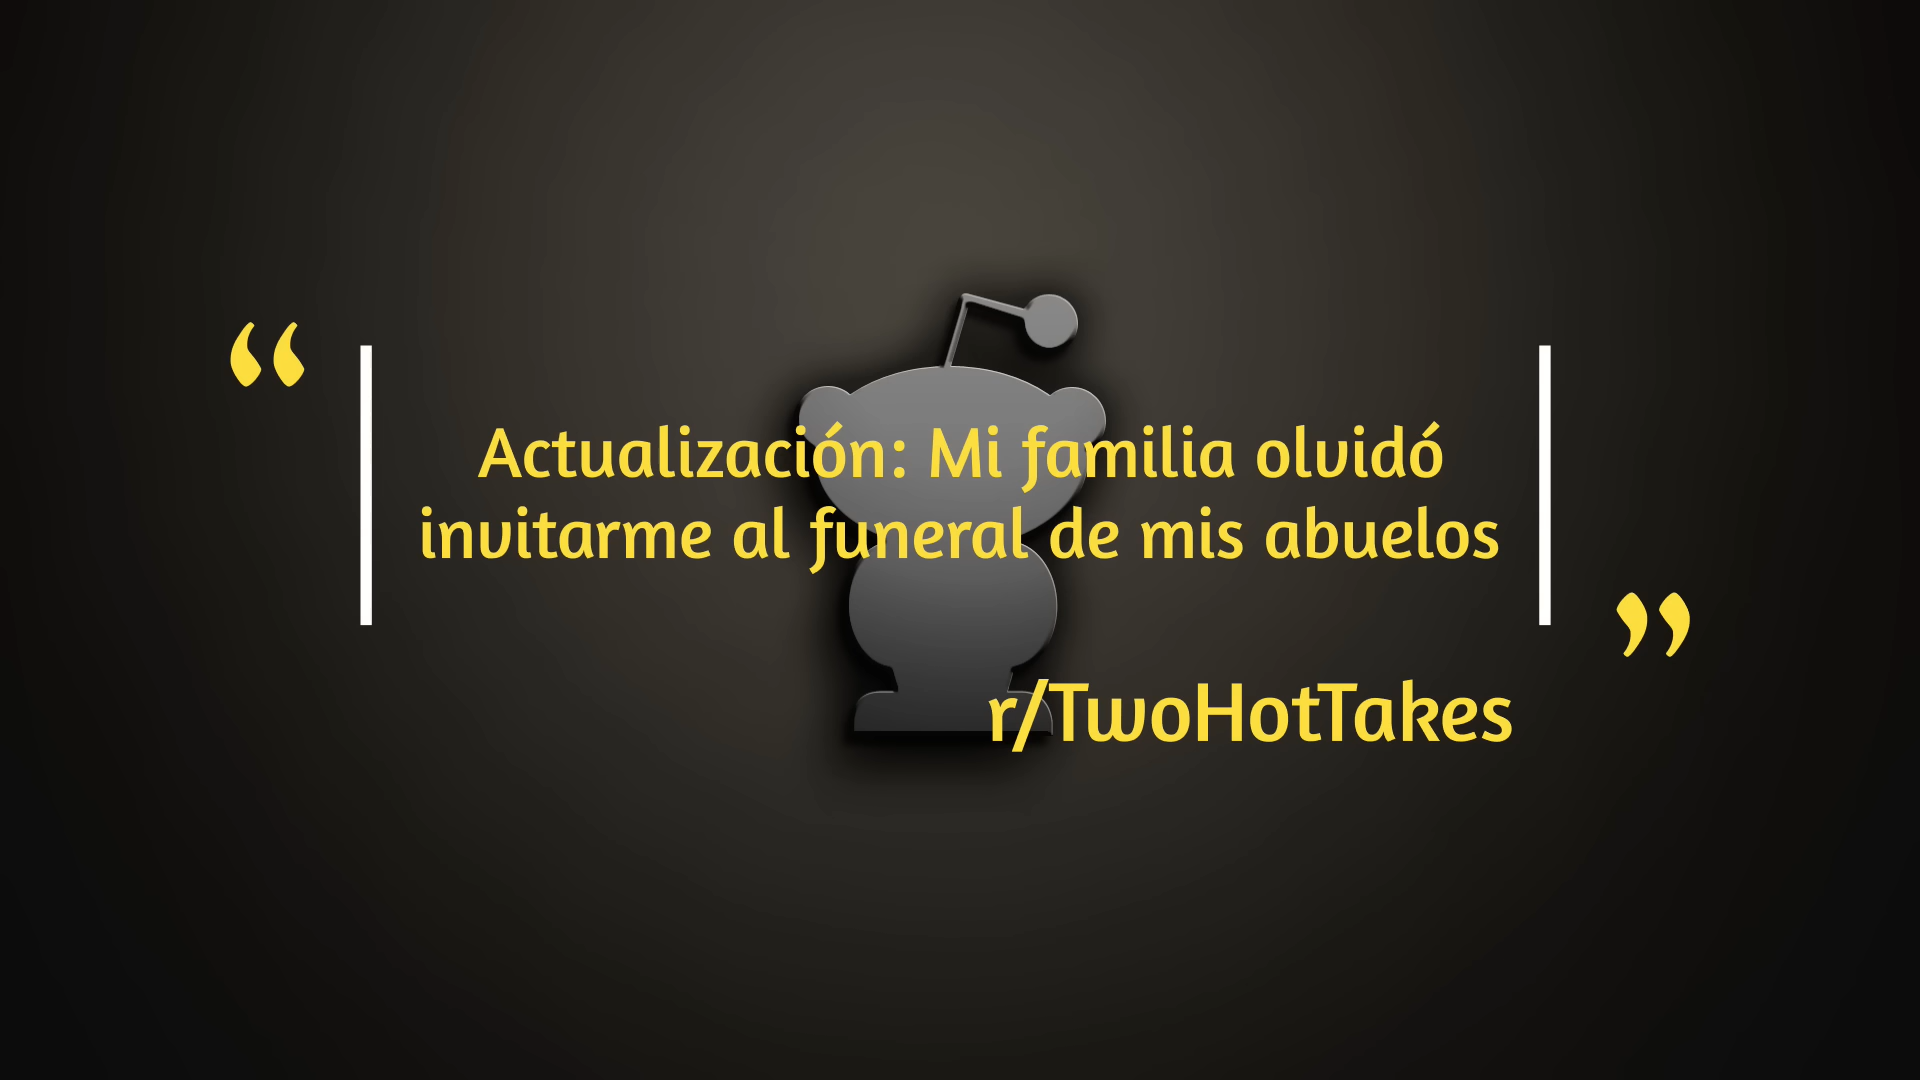 “
Actualización: Mi familia olvidó
invitarme al funeral de mis abuelos
”
r/TwoHotTakes